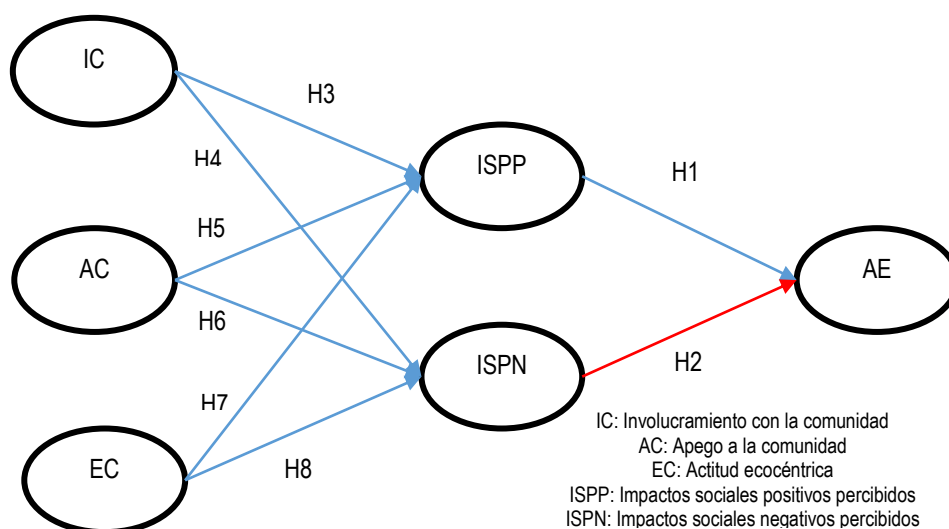 IC
H3
H4
ISPP
H1
H5
AC
AE
H6
ISPN
H2
H7
EC
H8
IC: Involucramiento con la comunidad
AC: Apego a la comunidad
EC: Actitud ecocéntrica
ISPP: Impactos sociales positivos percibidos
ISPN: Impactos sociales negativos percibidos